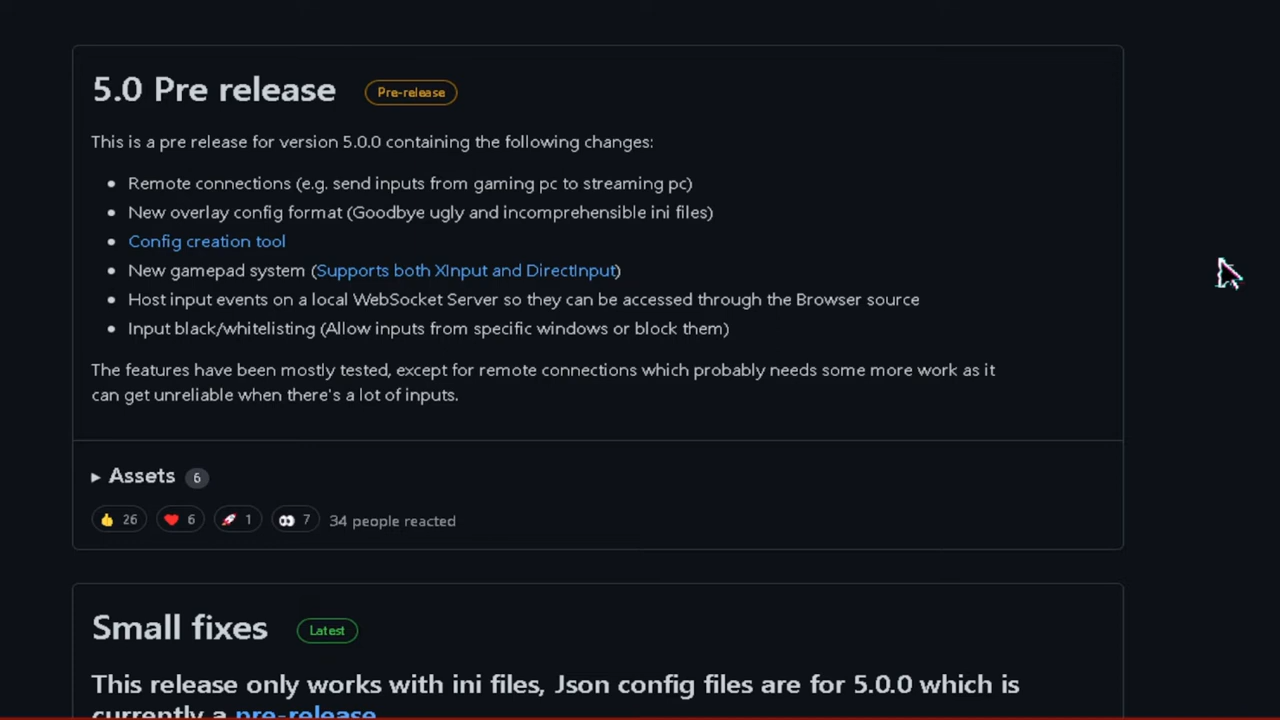 5.0 Pre release Pre-release
This is a pre release for version 5.0.0 containing the following changes:
Remote connections (e.g. send inputs from gaming pc to streaming pc)
New overlay config format (Goodbye ugly and incomprehensible ini files)
Config creation tool
New gamepad system (Supports both XInput and DirectInput)
Host input events on a local WebSocket Server so they can be accessed through the Browser source
Input black/whitelisting (Allow inputs from specific windows or block them)
The features have been mostly tested, except for remote connections which probably needs some more work as it
can get unreliable when there's a lot of inputs.
Assets 6
26 6 1 7 34 people reacted
Small fixes Latest
This release only works with ini files, Json config files are for 5.0.0 which is
currently a pre-release